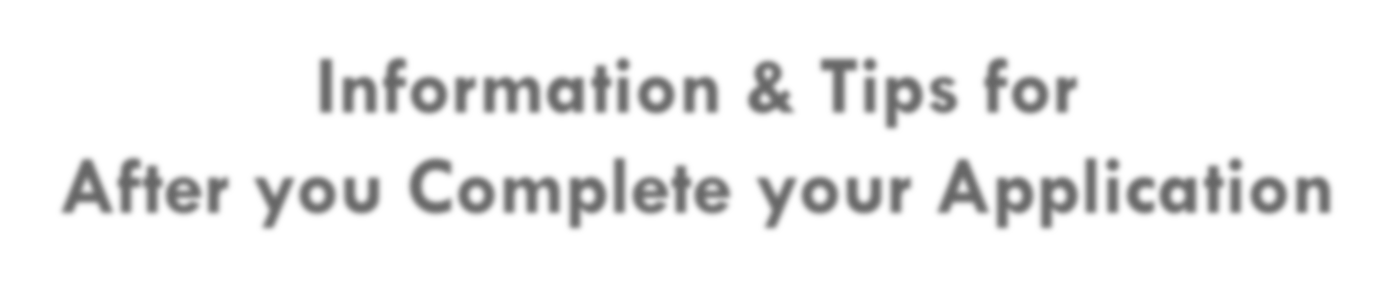 Information & Tips for
After you Complete your Application